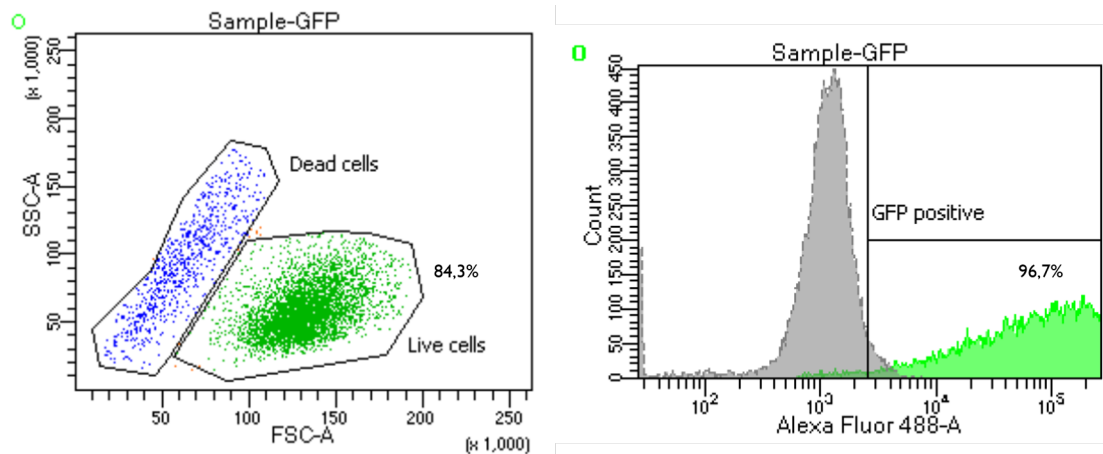 Sample-GFP
(x 1,000)
250
200
150
100
50
SSC-A
Dead cells
84,3%
Live cells
50
100
150
200
250
FSC-A
(x 1,000)
Sample-GFP
450
400
350
300
250
200
150
100
50
0
Count
GFP positive
96,7%
10²
10³
10⁴
10⁵
Alexa Fluor 488-A